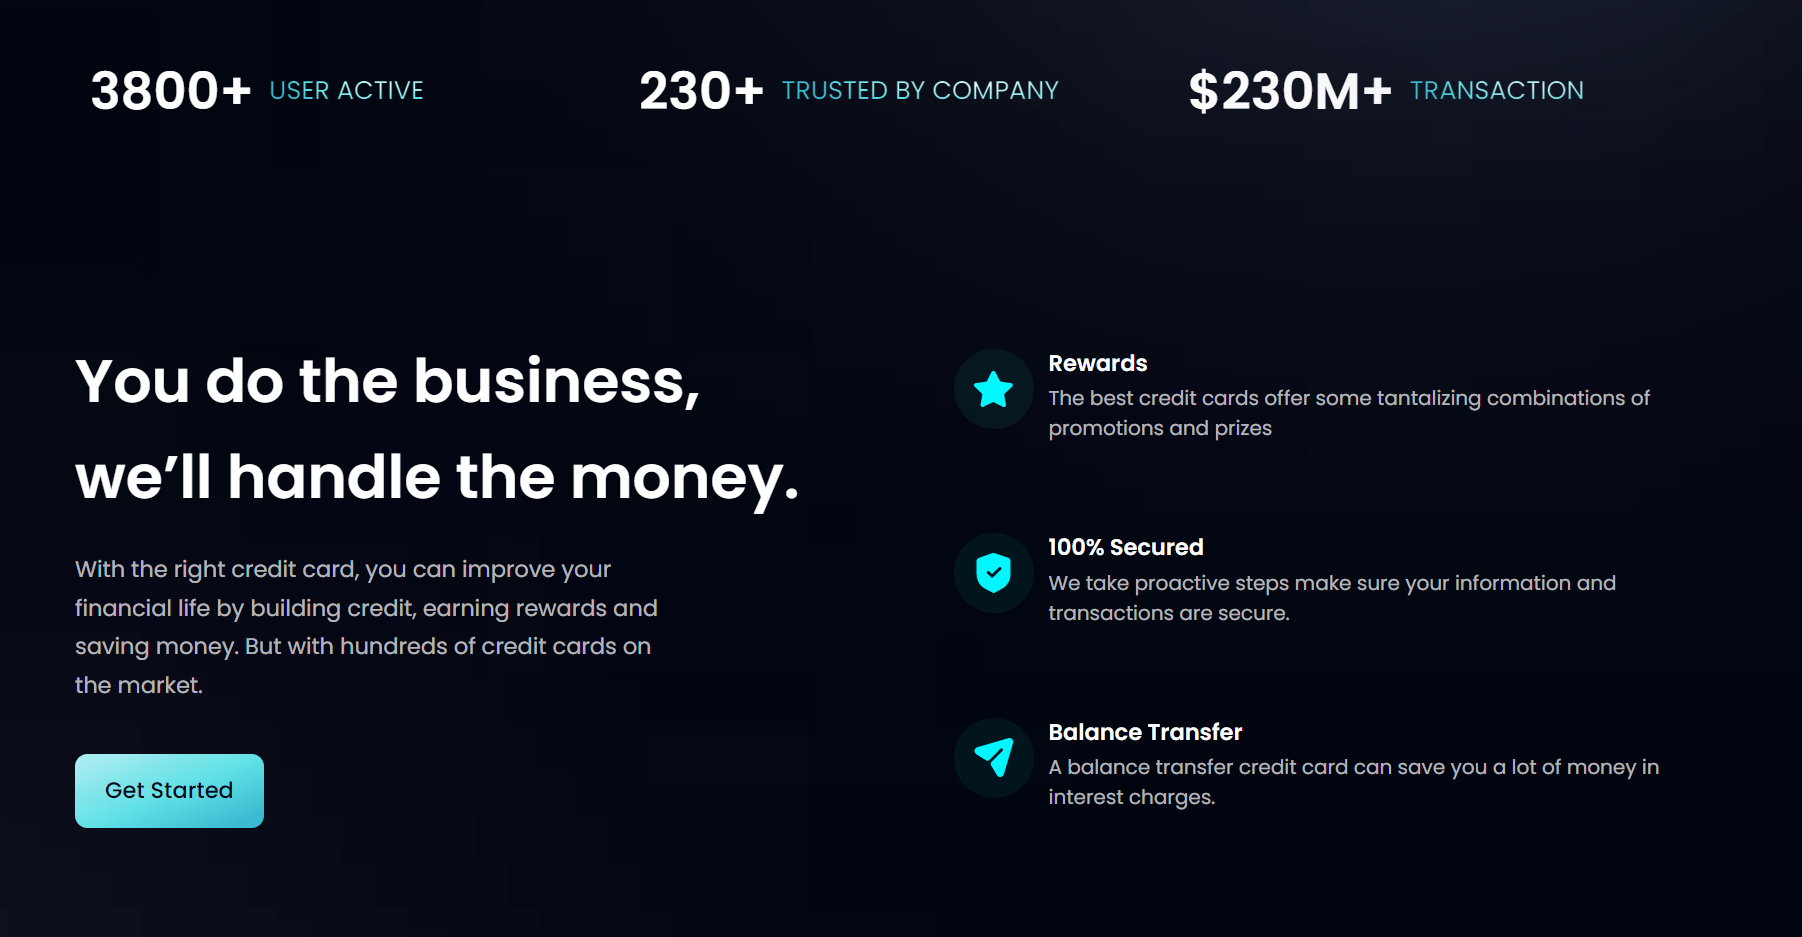 3800+ USER ACTIVE 230+ TRUSTED BY COMPANY $230M+ TRANSACTION
You do the business,
we’ll handle the money.
With the right credit card, you can improve your
financial life by building credit, earning rewards and
saving money. But with hundreds of credit cards on
the market.
Get Started
Rewards
The best credit cards offer some tantalizing combinations of
promotions and prizes
100% Secured
We take proactive steps make sure your information and
transactions are secure.
Balance Transfer
A balance transfer credit card can save you a lot of money in
interest charges.